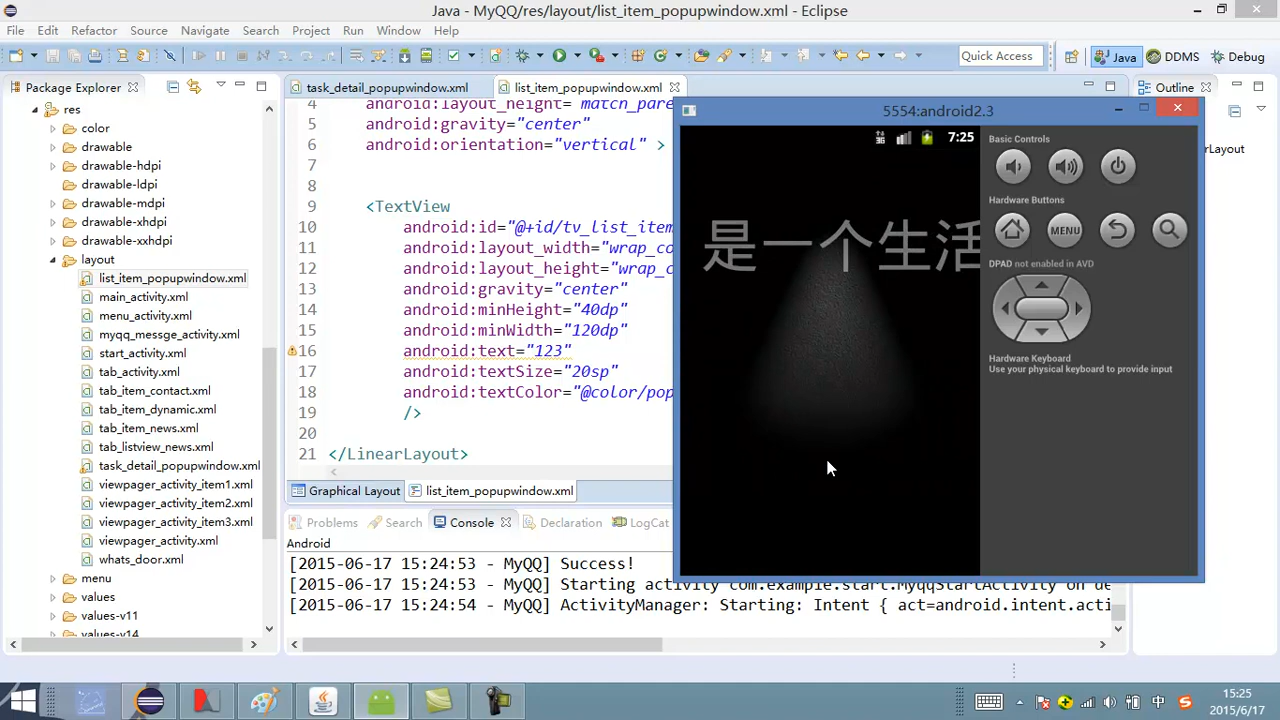 Java - MyQQ/res/layout/list_item_popupwindow.xml - Eclipse
File Edit Refactor Source Navigate Search Project Run Window Help
Quick Access
Java
DDMS
Debug
Package Explorer
res
color
drawable
drawable-hdpi
drawable-ldpi
drawable-mdpi
drawable-xhdpi
drawable-xxhdpi
layout
list_item_popupwindow.xml
main_activity.xml
menu_activity.xml
myqq_messge_activity.xml
start_activity.xml
tab_activity.xml
tab_item_contact.xml
tab_item_dynamic.xml
tab_item_news.xml
tab_listview_news.xml
task_detail_popupwindow.xml
viewpager_activity_item1.xml
viewpager_activity_item2.xml
viewpager_activity_item3.xml
viewpager_activity.xml
whats_door.xml
menu
values
values-v11
values-v14
task_detail_popupwindow.xml
list_item_popupwindow.xml
4 android:layout_height="match_pare
5 android:gravity="center"
6 android:orientation="vertical" >
7
8
9 <TextView
10 android:id="@+id/tv_list_item
11 android:layout_width="wrap_co
12 android:layout_height="wrap_c
13 android:gravity="center"
14 android:minHeight="40dp"
15 android:minWidth="120dp"
16 android:text="123"
17 android:textSize="20sp"
18 android:textColor="@color/pop
19 />
20
21 </LinearLayout>
Graphical Layout
list_item_popupwindow.xml
Problems
Search
Console
Declaration
LogCat
Android
[2015-06-17 15:24:53 - MyQQ] Success!
[2015-06-17 15:24:53 - MyQQ] Starting activity com.example.start.MyqqStartActivity on de
[2015-06-17 15:24:54 - MyQQ] ActivityManager: Starting: Intent { act=android.intent.acti
Outline
5554:android2.3
3G
7:25
是一个生活
Basic Controls
Hardware Buttons
MENU
DPAD not enabled in AVD
Hardware Keyboard
Use your physical keyboard to provide input
中
15:25
2015/6/17